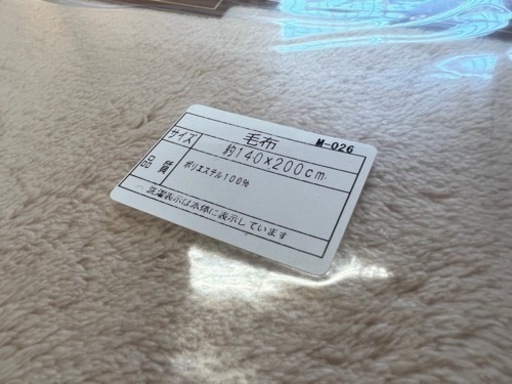 毛布 M-026
サイズ 約140×200cm
品質 ポリエステル100%
洗濯表示は本体に表示しています